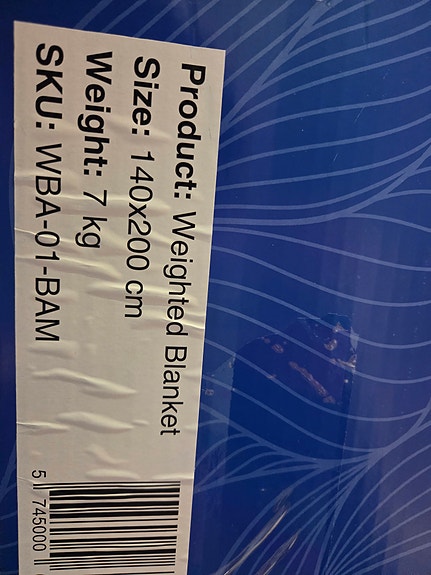 Product: Weighted Blanket
Size: 140x200 cm
Weight: 7 kg
SKU: WBA-01-BAM
5 745000